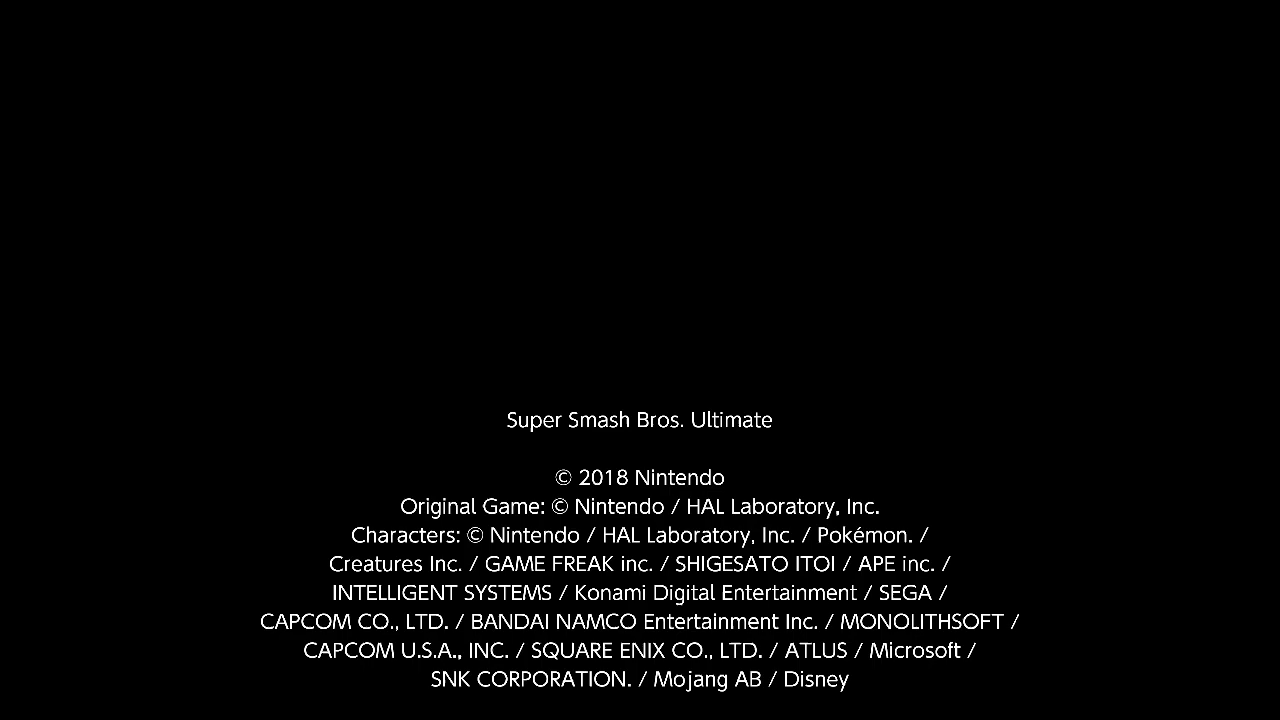 Super Smash Bros. Ultimate
© 2018 Nintendo
Original Game: © Nintendo / HAL Laboratory, Inc.
Characters: © Nintendo / HAL Laboratory, Inc. / Pokémon. /
Creatures Inc. / GAME FREAK inc. / SHIGESATO ITOI / APE inc. /
INTELLIGENT SYSTEMS / Konami Digital Entertainment / SEGA /
CAPCOM CO., LTD. / BANDAI NAMCO Entertainment Inc. / MONOLITHSOFT /
CAPCOM U.S.A., INC. / SQUARE ENIX CO., LTD. / ATLUS / Microsoft /
SNK CORPORATION. / Mojang AB / Disney